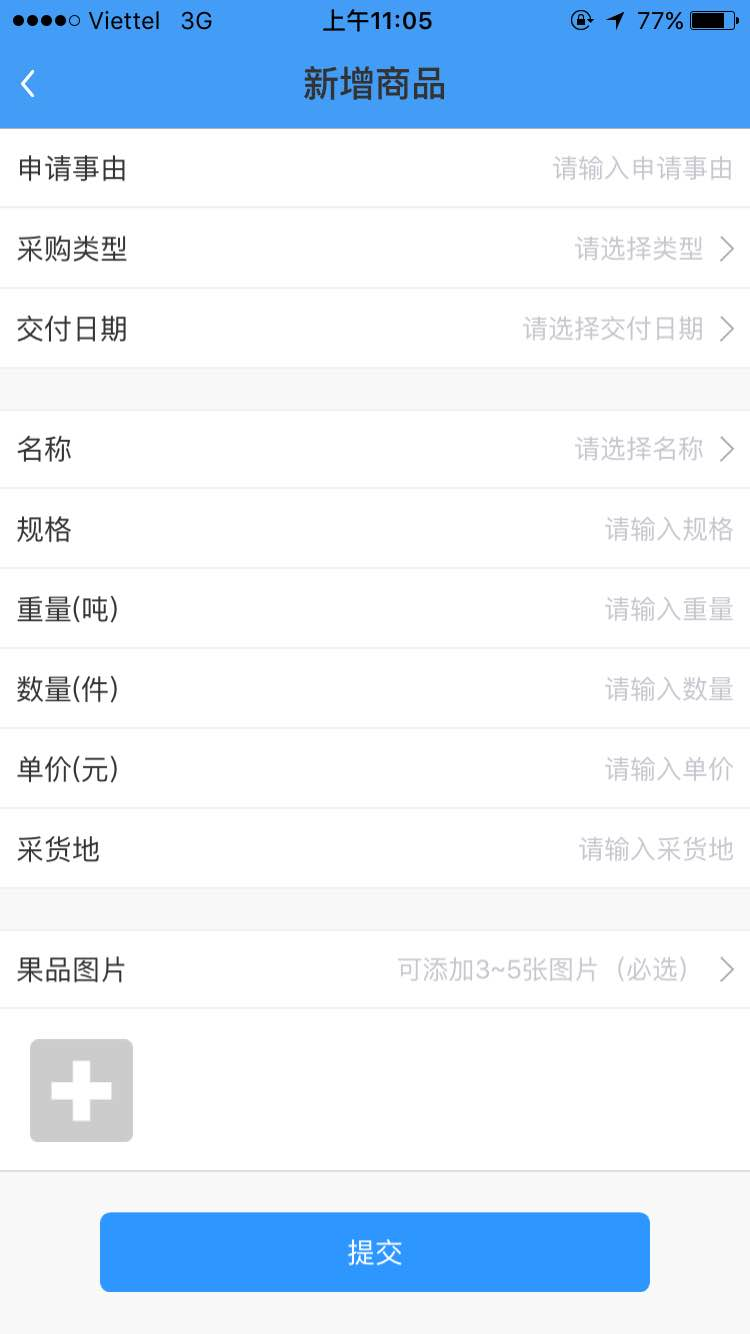 Viettel 3G 上午11:05 77%
新增商品
申请事由 请输入申请事由
采购类型 请选择类型
交付日期 请选择交付日期
名称 请选择名称
规格 请输入规格
重量(吨) 请输入重量
数量(件) 请输入数量
单价(元) 请输入单价
采货地 请输入采货地
果品图片 可添加3~5张图片（必选）
提交